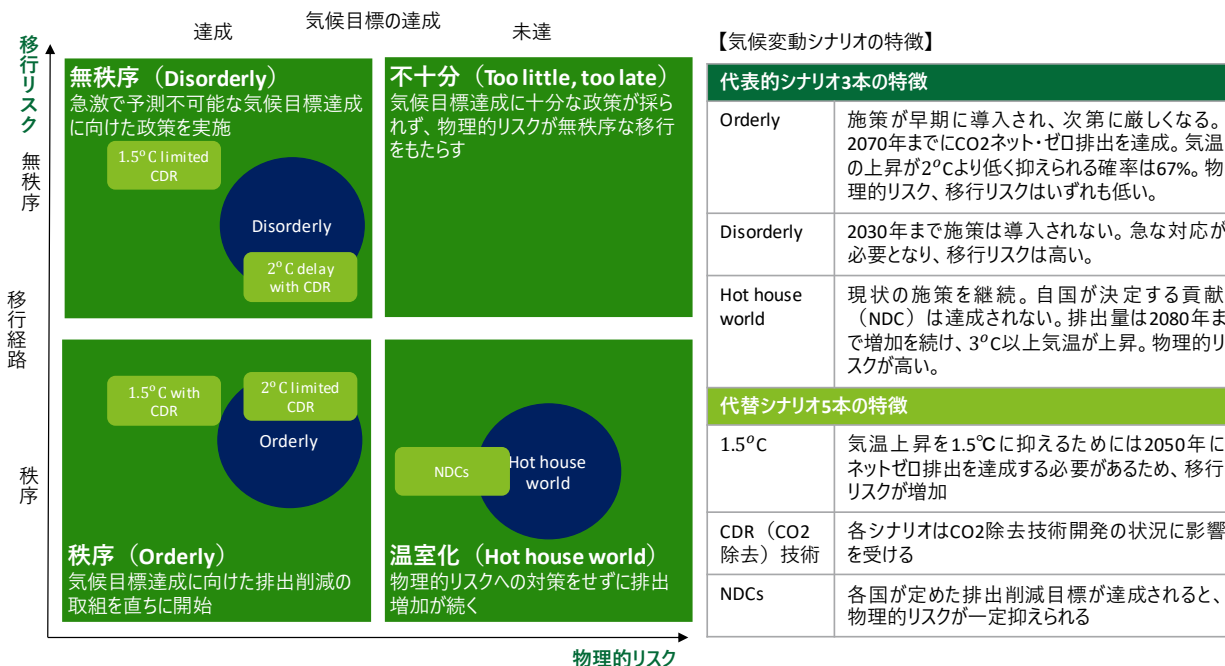 気候目標の達成
達成
未達
移行リスク
無秩序
移行経路
秩序
無秩序（Disorderly）
急激で予測不可能な気候目標達成
に向けた政策を実施
1.5°C limited
CDR
Disorderly
2°C delay
with CDR
不十分（Too little, too late）
気候目標達成に十分な政策が採ら
れず、物理的リスクが無秩序な移行
をもたらす
1.5°C with
CDR
2°C limited
CDR
Orderly
秩序（Orderly）
気候目標達成に向けた排出削減の
取組を直ちに開始
NDCs
Hot house
world
温室化（Hot house world）
物理的リスクへの対策をせずに排出
増加が続く
物理的リスク
【気候変動シナリオの特徴】
代表的シナリオ3本の特徴
Orderly
施策が早期に導入され、次第に厳しくなる。
2070年までにCO2ネット・ゼロ排出を達成。気温
の上昇が2°Cより低く抑えられる確率は67%。物
理的リスク、移行リスクはいずれも低い。
Disorderly
2030年まで施策は導入されない。急な対応が
必要となり、移行リスクは高い。
Hot house
world
現状の施策を継続。自国が決定する貢献
（NDC）は達成されない。排出量は2080年ま
で増加を続け、3°C以上気温が上昇。物理的リ
スクが高い。
代替シナリオ5本の特徴
1.5°C
気温上昇を1.5℃に抑えるためには2050年に
ネットゼロ排出を達成する必要があるため、移行
リスクが増加
CDR（CO2
除去）技術
各シナリオはCO2除去技術開発の状況に影響
を受ける
NDCs
各国が定めた排出削減目標が達成されると、
物理的リスクが一定抑えられる